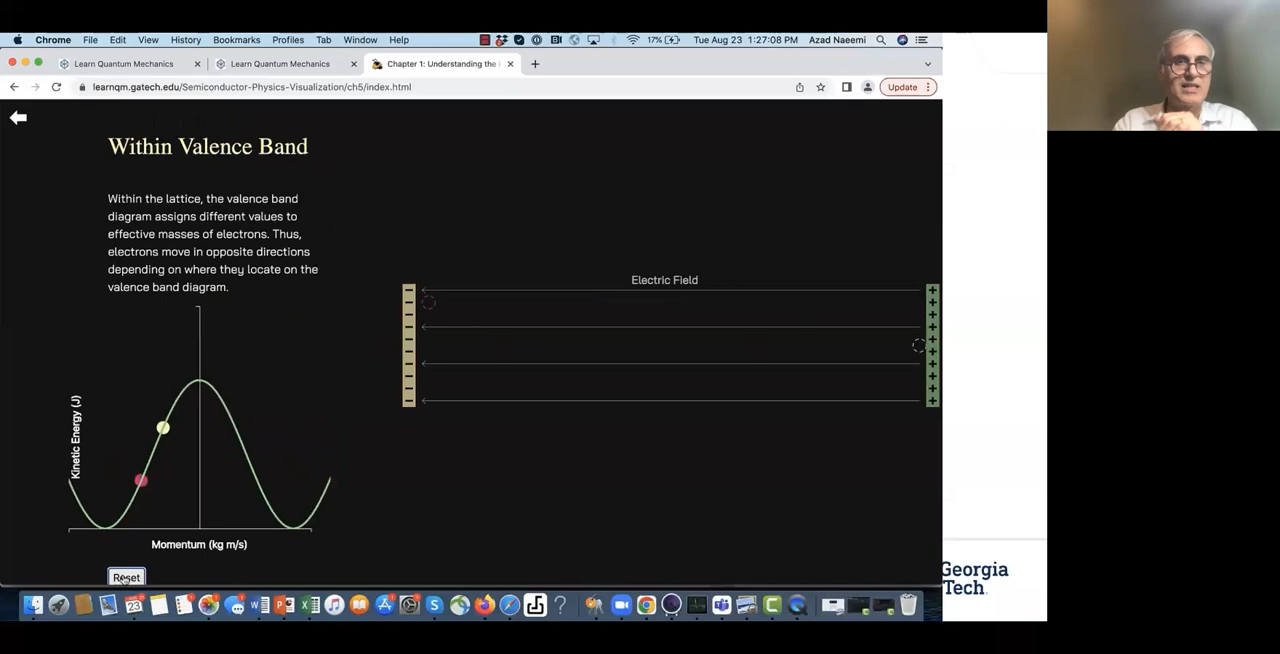 Chrome File Edit View History Bookmarks Profiles Tab Window Help 17% Tue Aug 23 1:27:08 PM Azad Naeemi
Learn Quantum Mechanics Learn Quantum Mechanics Chapter 1: Understanding the
learnqm.gatech.edu/Semiconductor-Physics-Visualization/ch5/index.html Update
Within Valence Band
Within the lattice, the valence band
diagram assigns different values to
effective masses of electrons. Thus,
electrons move in opposite directions
depending on where they locate on the
valence band diagram.
Electric Field
Kinetic Energy (J)
Momentum (kg m/s)
Reset
Georgia
Tech